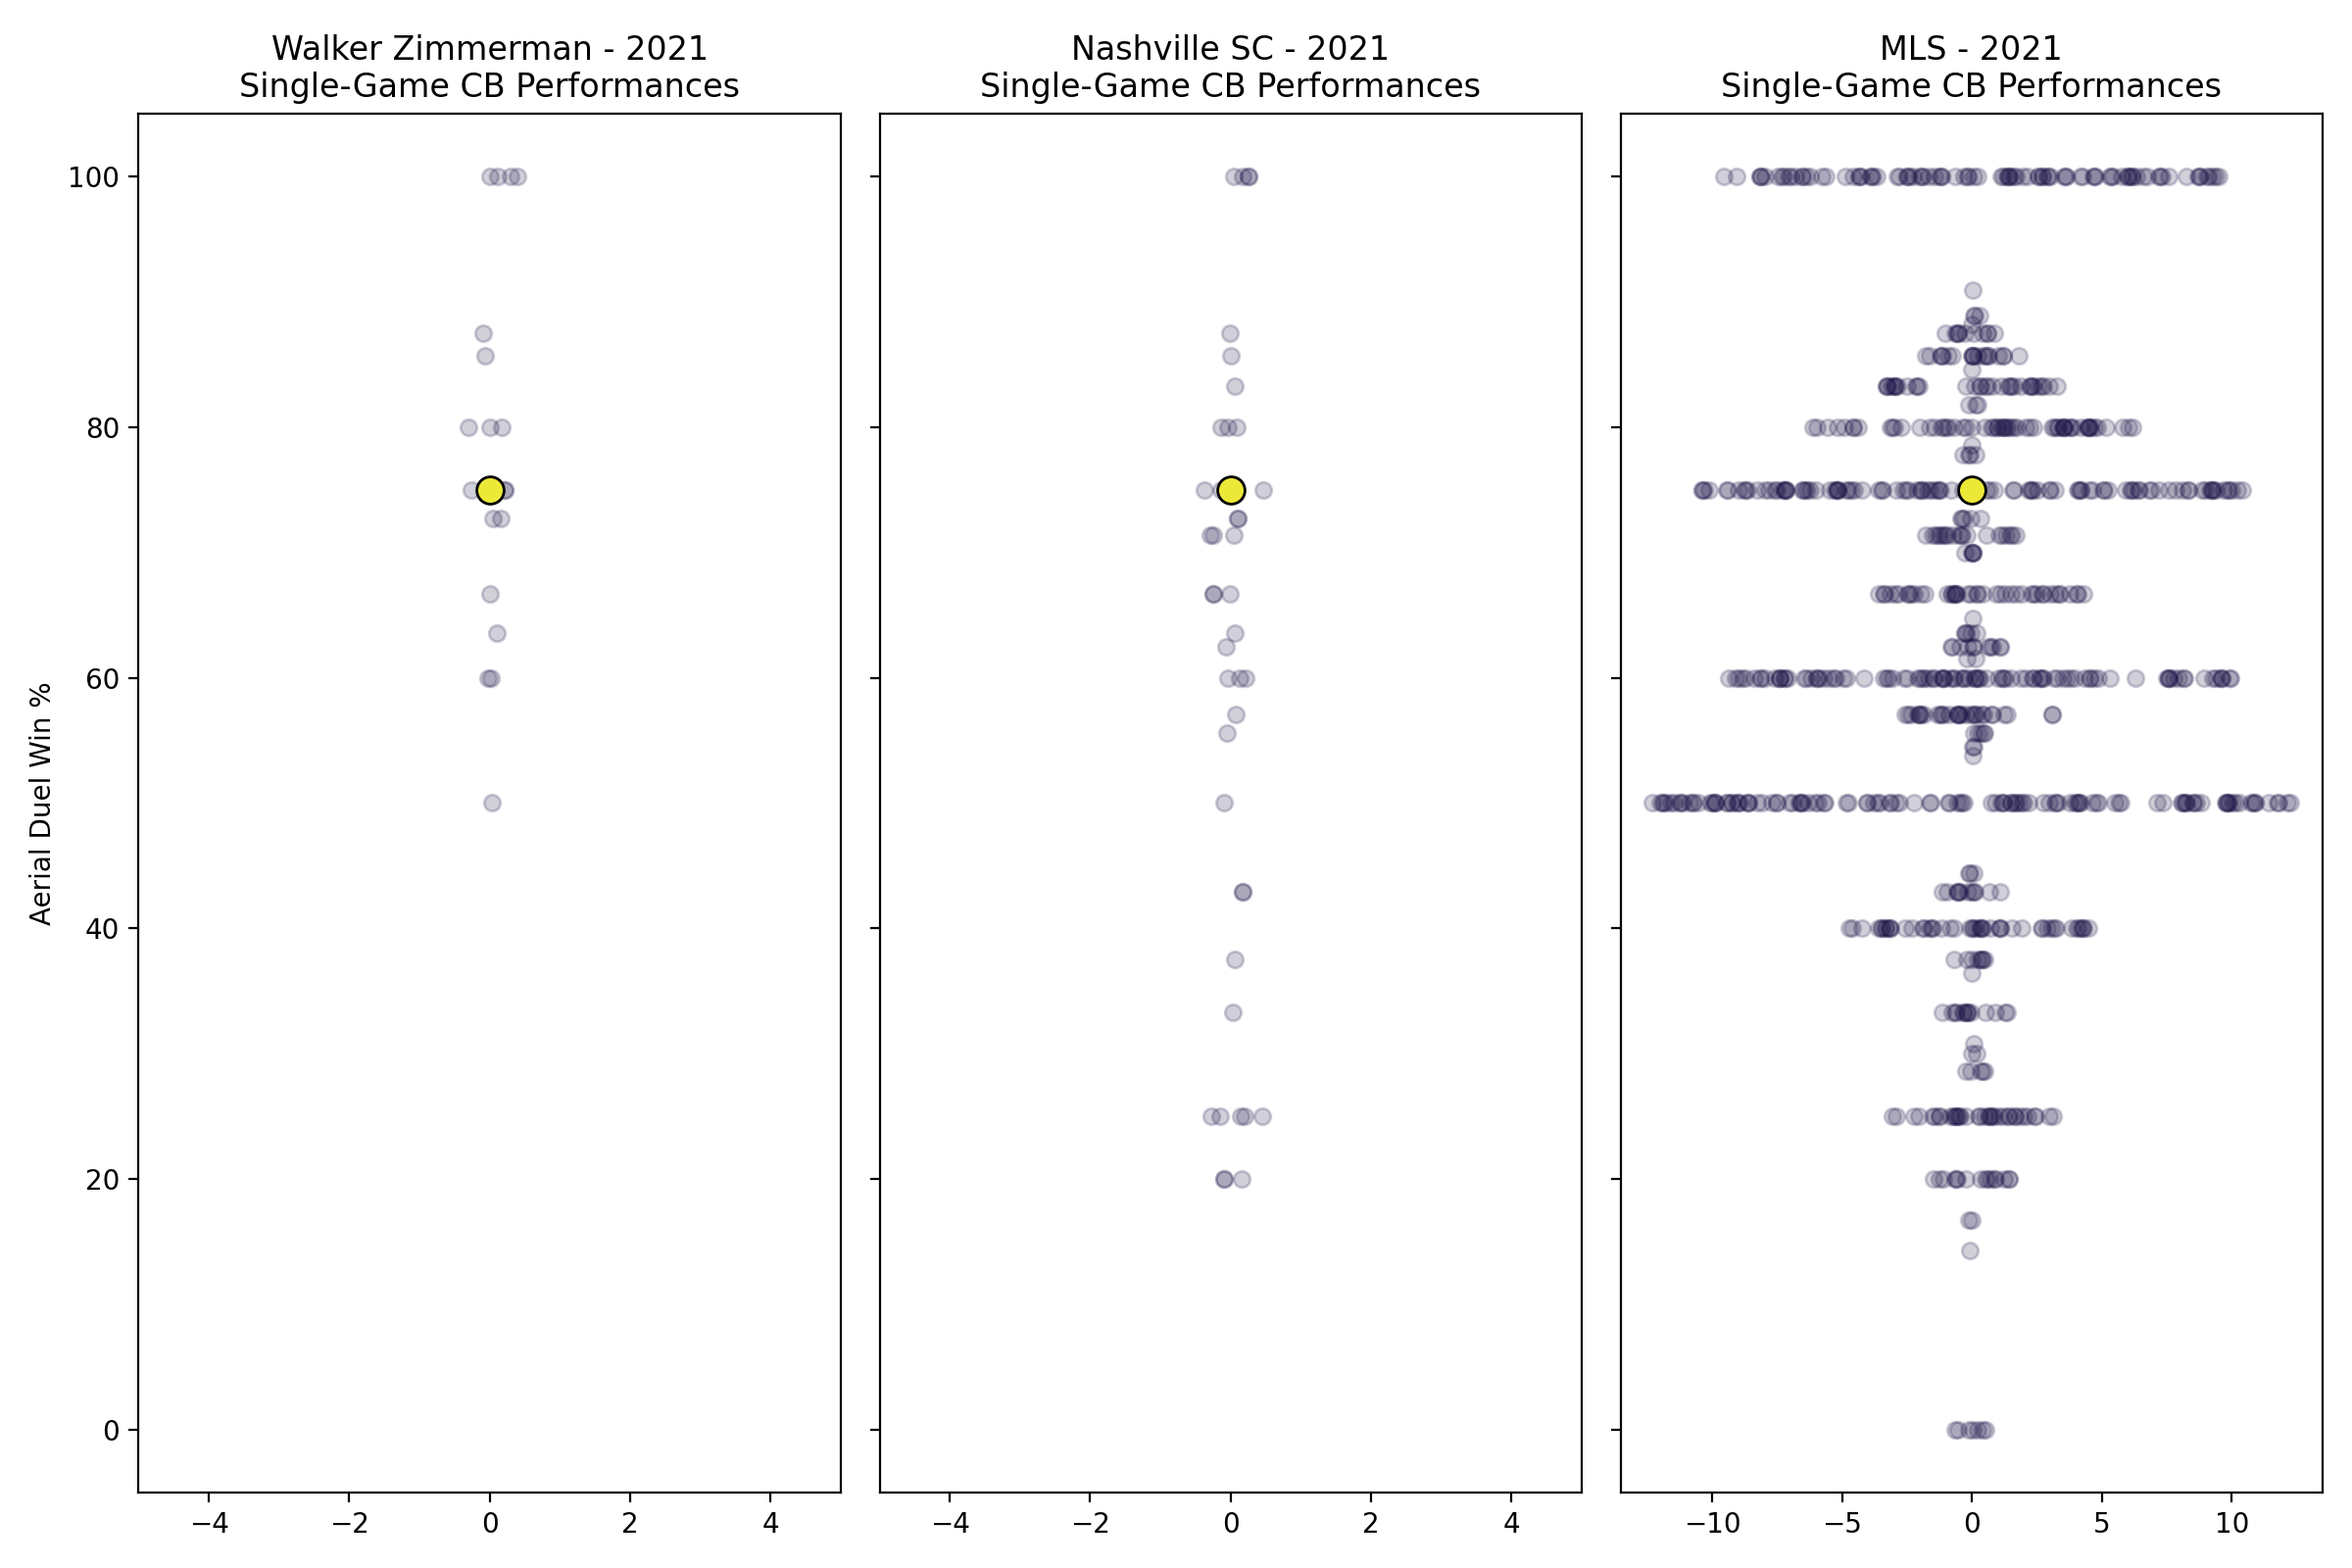 Walker Zimmerman - 2021
Single-Game CB Performances
Nashville SC - 2021
Single-Game CB Performances
MLS - 2021
Single-Game CB Performances
Aerial Duel Win %
100
80
60
40
20
0
−4 −2 0 2 4
−4 −2 0 2 4
−10 −5 0 5 10